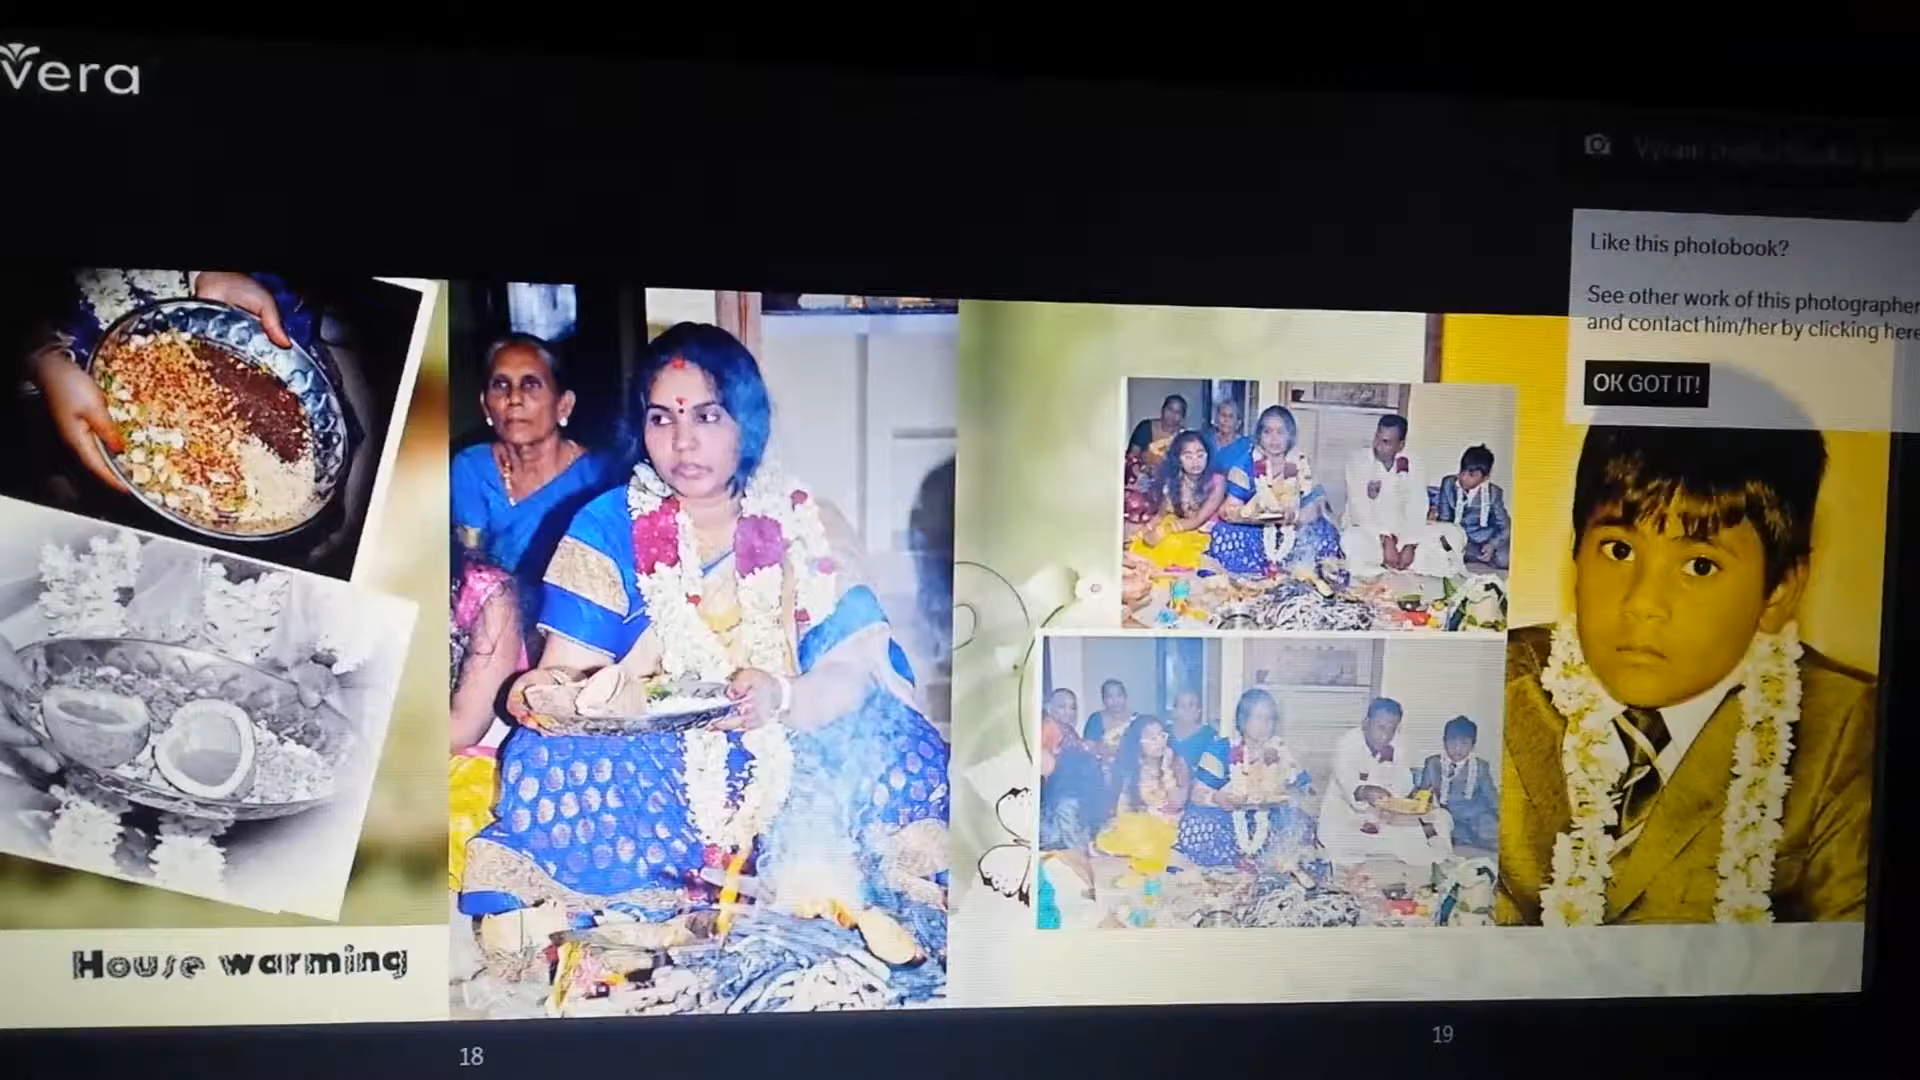 vera
Like this photobook?
See other work of this photographer
and contact him/her by clicking here
OK GOT IT!
House warming
18
19